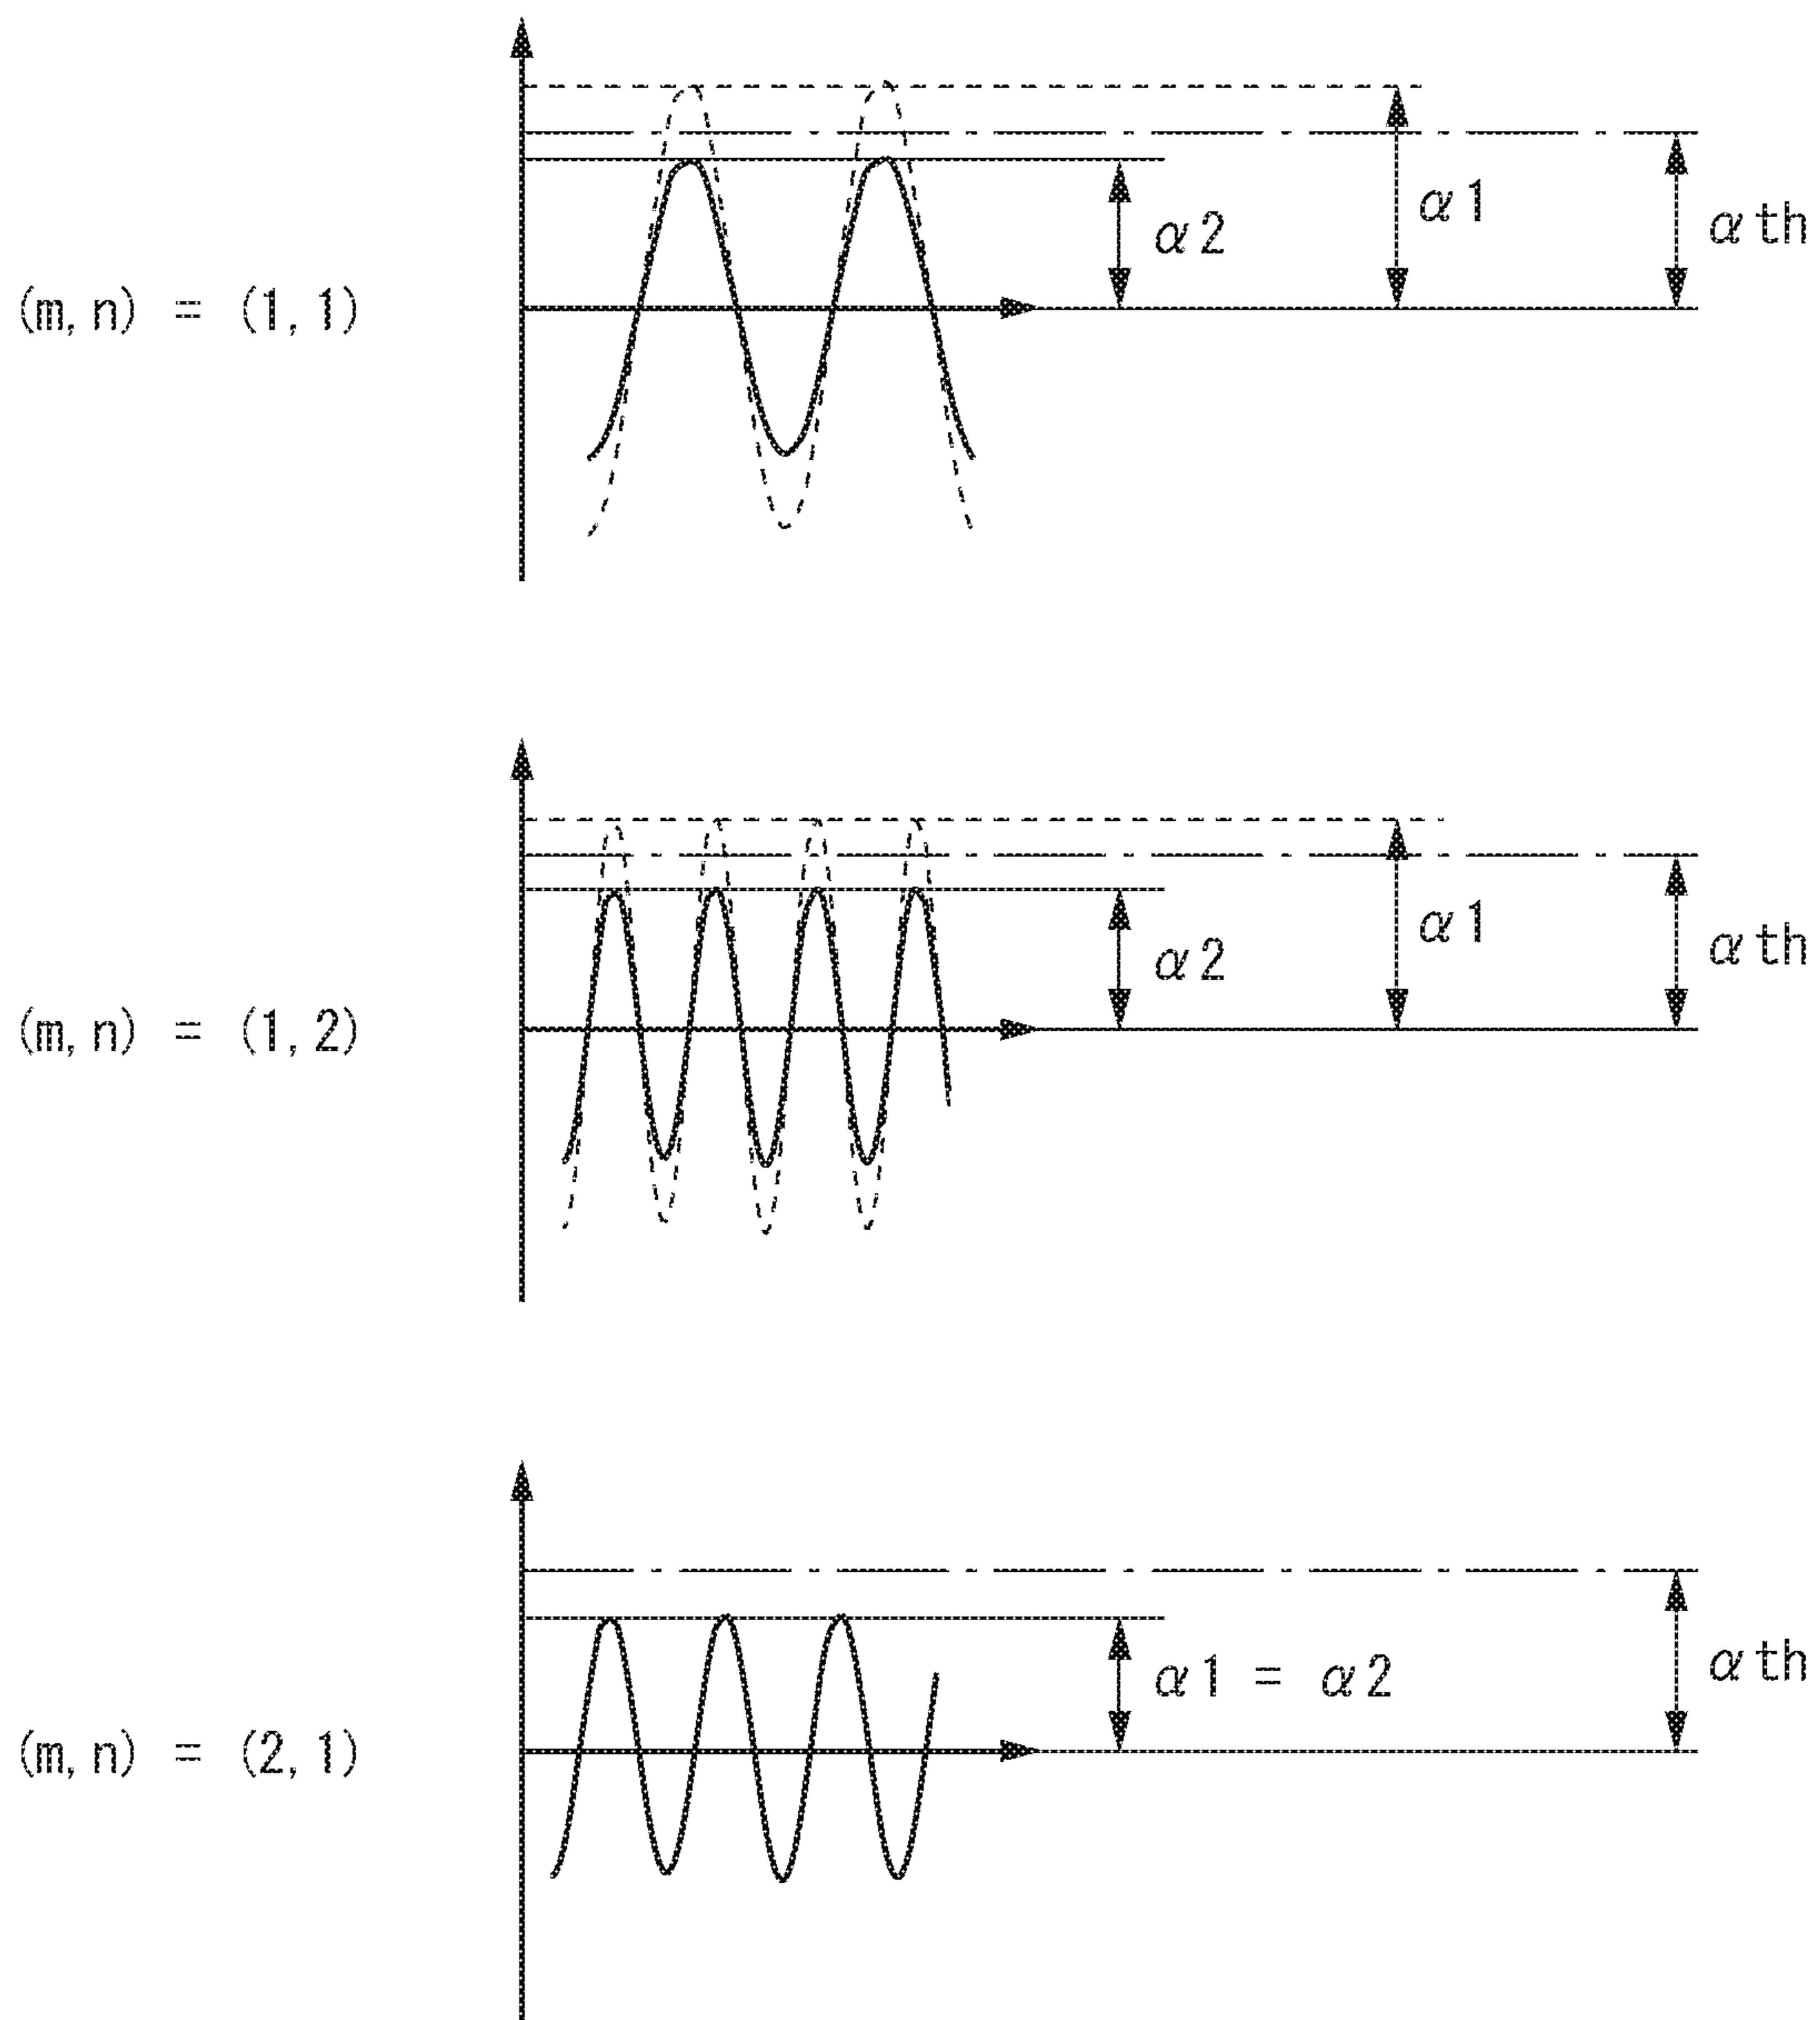 (m, n) = (1, 1)
α2
α1
αth
(m, n) = (1, 2)
α2
α1
αth
(m, n) = (2, 1)
α1 = α2
αth